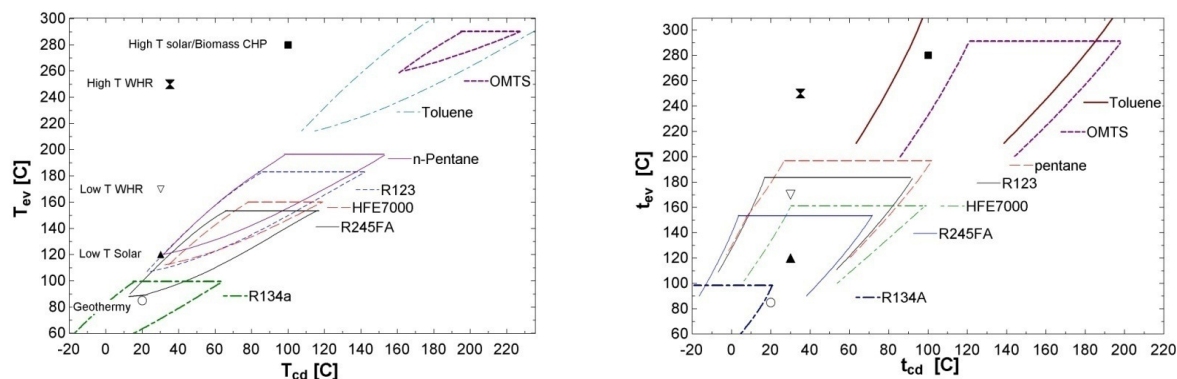 300
280
260
240
220
200
180
160
140
120
100
80
60
-20 0 20 40 60 80 100 120 140 160 180 200 220
T_ev [C]
T_cd [C]
High T solar/Biomass CHP
High T WHR
OMTS
Toluene
n-Pentane
Low T WHR
R123
HFE7000
R245FA
Low T Solar
R134a
Geothermy
310
300
290
280
270
260
250
240
230
220
210
200
190
180
170
160
150
140
130
120
110
100
90
80
70
60
-20 0 20 40 60 80 100 120 140 160 180 200 220
t_ev [C]
t_cd [C]
Toluene
OMTS
pentane
R123
HFE7000
R245FA
R134A